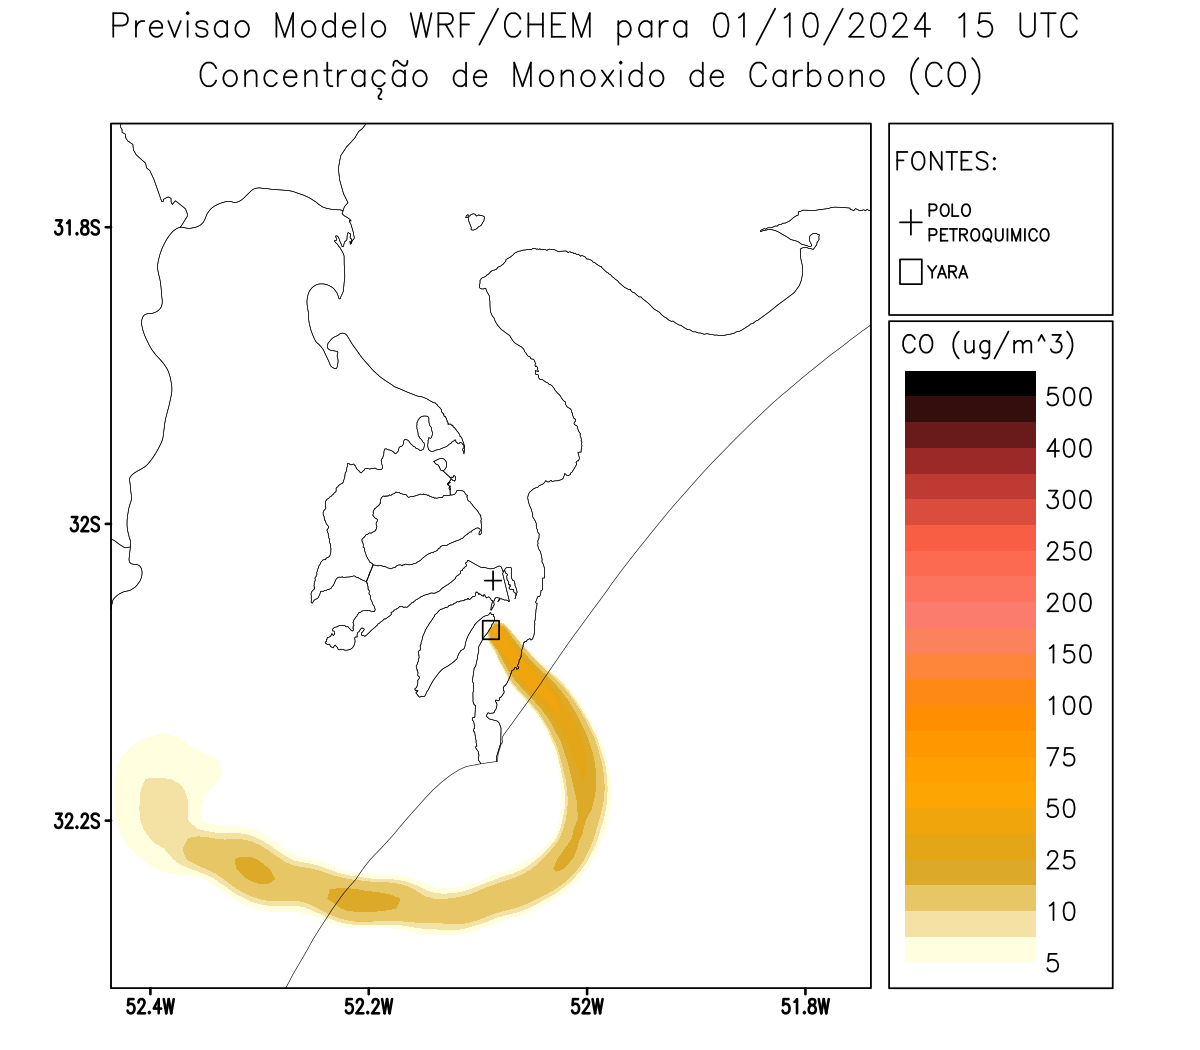 Previsao Modelo WRF/CHEM para 01/10/2024 15 UTC
Concentração de Monoxido de Carbono (CO)
FONTES:
POLO
PETROQUIMICO
YARA
CO (ug/m^3)
500
400
300
250
200
150
100
75
50
25
10
5
31.8S
32S
32.2S
52.4W
52.2W
52W
51.8W